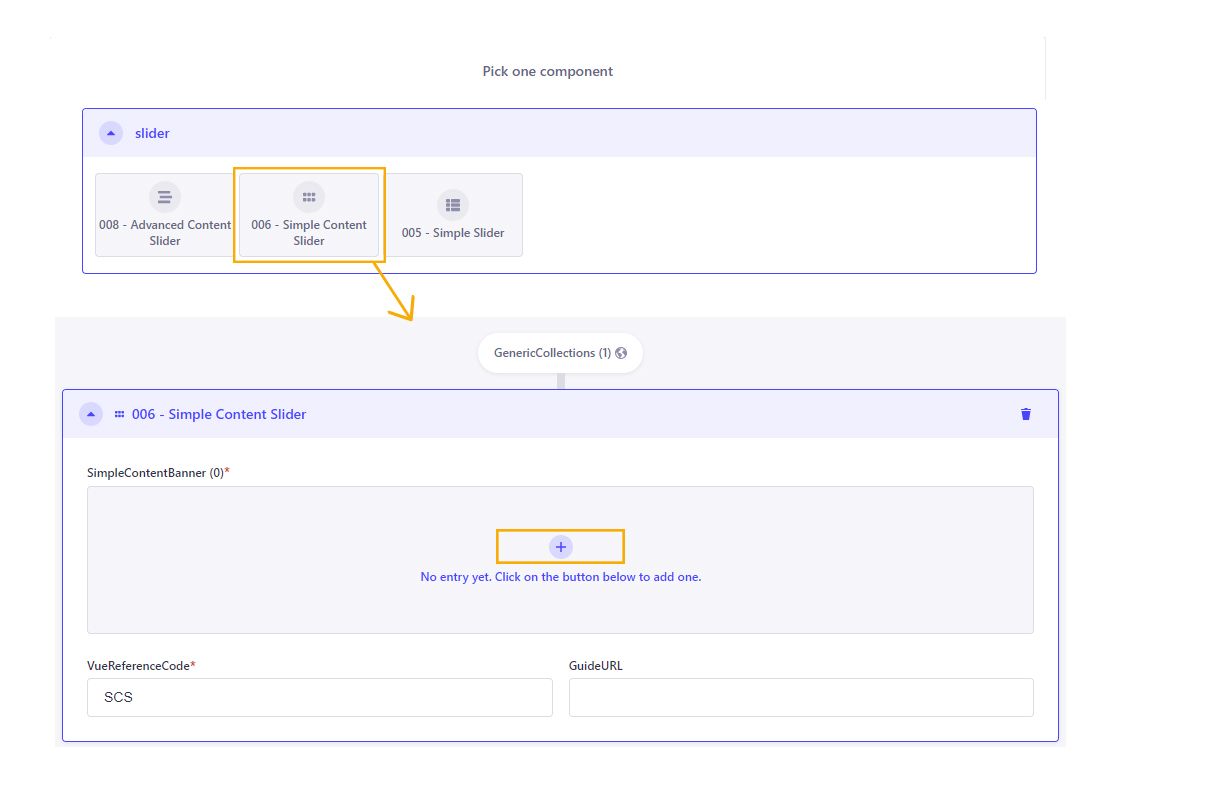 Pick one component
slider
008 - Advanced Content
Slider
006 - Simple Content
Slider
005 - Simple Slider
GenericCollections (1)
006 - Simple Content Slider
SimpleContentBanner (0)*
No entry yet. Click on the button below to add one.
VueReferenceCode*
GuideURL
SCS